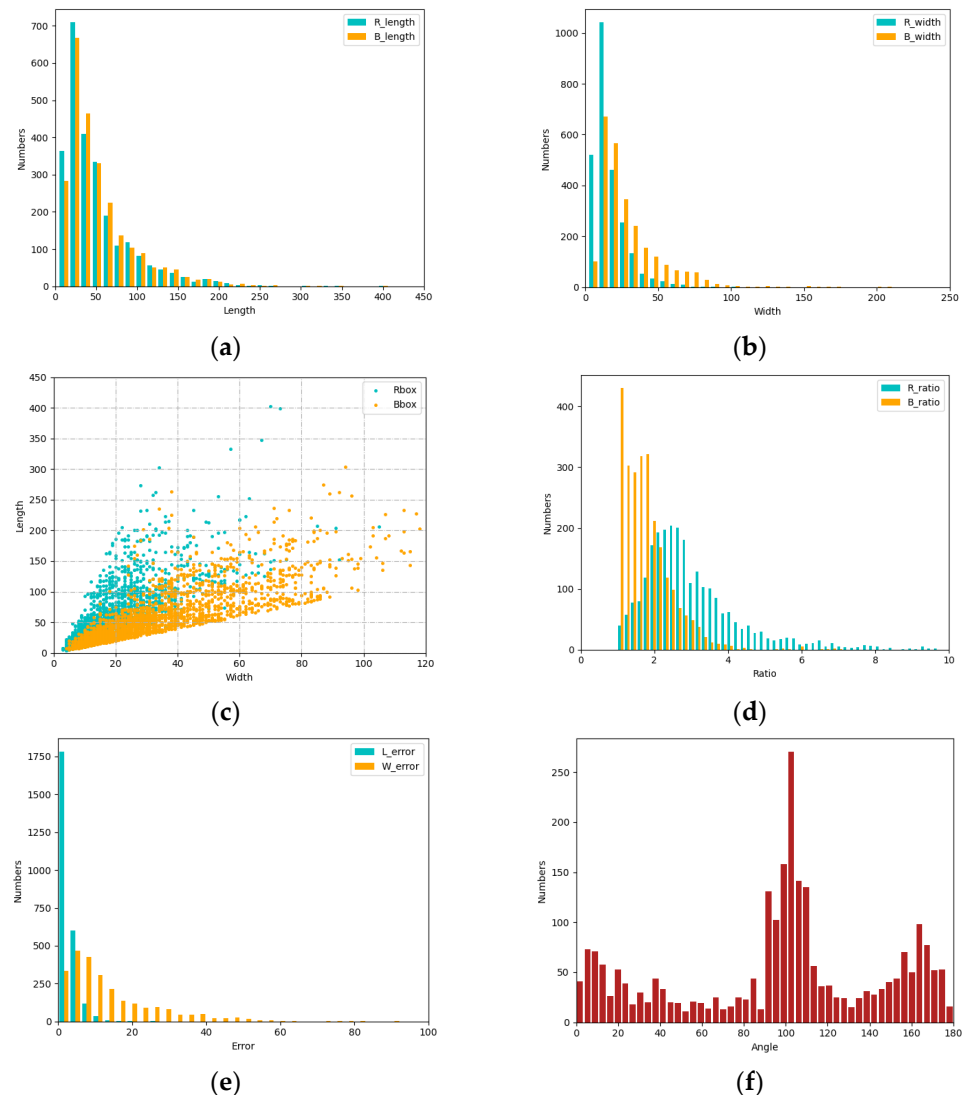 R_length
B_length
700
600
500
400
300
200
100
0
Numbers
0 50 100 150 200 250 300 350 400 450
Length
(a)
R_width
B_width
1000
800
600
400
200
0
Numbers
0 50 100 150 200 250
Width
(b)
Rbox
Bbox
450
400
350
300
250
200
150
100
50
0
Length
0 20 40 60 80 100 120
Width
(c)
R_ratio
B_ratio
400
300
200
100
0
Numbers
0 2 4 6 8 10
Ratio
(d)
L_error
W_error
1750
1500
1250
1000
750
500
250
0
Numbers
0 20 40 60 80 100
Error
(e)
250
200
150
100
50
0
Numbers
0 20 40 60 80 100 120 140 160 180
Angle
(f)